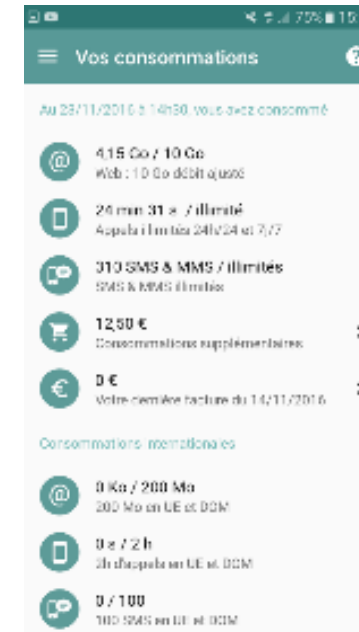 75% 15:
Vos consommations
Au 23/11/2016 à 14h30, vous avez consommé
4,15 Go / 10 Go
Web : 10 Go débit ajusté
24 min 31 s / illimité
Appels illimités 24h/24 et 7j/7
310 SMS & MMS / illimités
SMS & MMS illimités
12,50 €
Consommations supplémentaires
0 €
Votre dernière facture du 14/11/2016
Consommations internationales
0 Ko / 200 Mo
200 Mo en UE et DOM
0 s / 2 h
2h d'appels en UE et DOM
0 / 100
100 SMS en UE et DOM